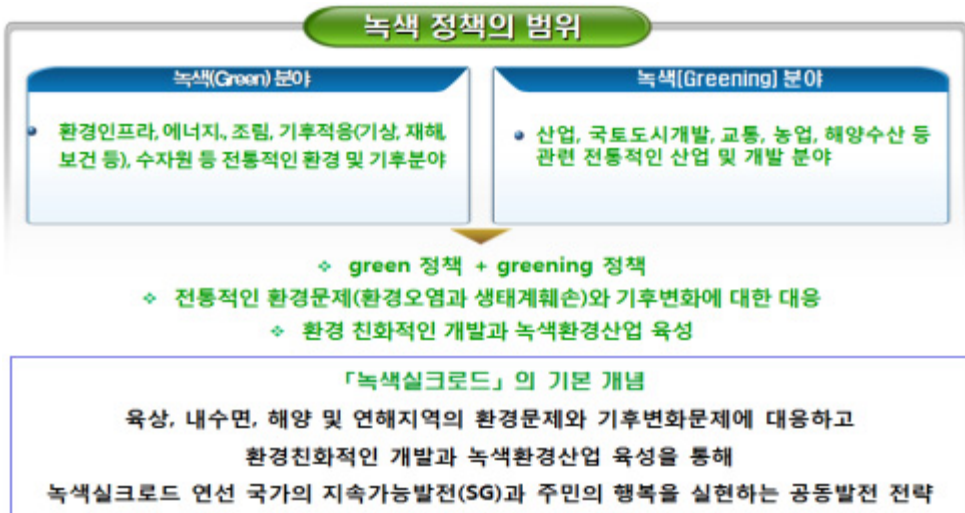 녹색 정책의 범위
녹색(Green) 분야
환경인프라, 에너지, 조림, 기후적응(기상, 재해,
보건 등), 수자원 등 전통적인 환경 및 기후분야
녹색[Greening] 분야
산업, 국토도시개발, 교통, 농업, 해양수산 등
관련 전통적인 산업 및 개발 분야
❖ green 정책 + greening 정책
❖ 전통적인 환경문제(환경오염과 생태계훼손)와 기후변화에 대한 대응
❖ 환경 친화적인 개발과 녹색환경산업 육성
「녹색실크로드」의 기본 개념
육상, 내수면, 해양 및 연해지역의 환경문제와 기후변화문제에 대응하고
환경친화적인 개발과 녹색환경산업 육성을 통해
녹색실크로드 연선 국가의 지속가능발전(SG)과 주민의 행복을 실현하는 공동발전 전략